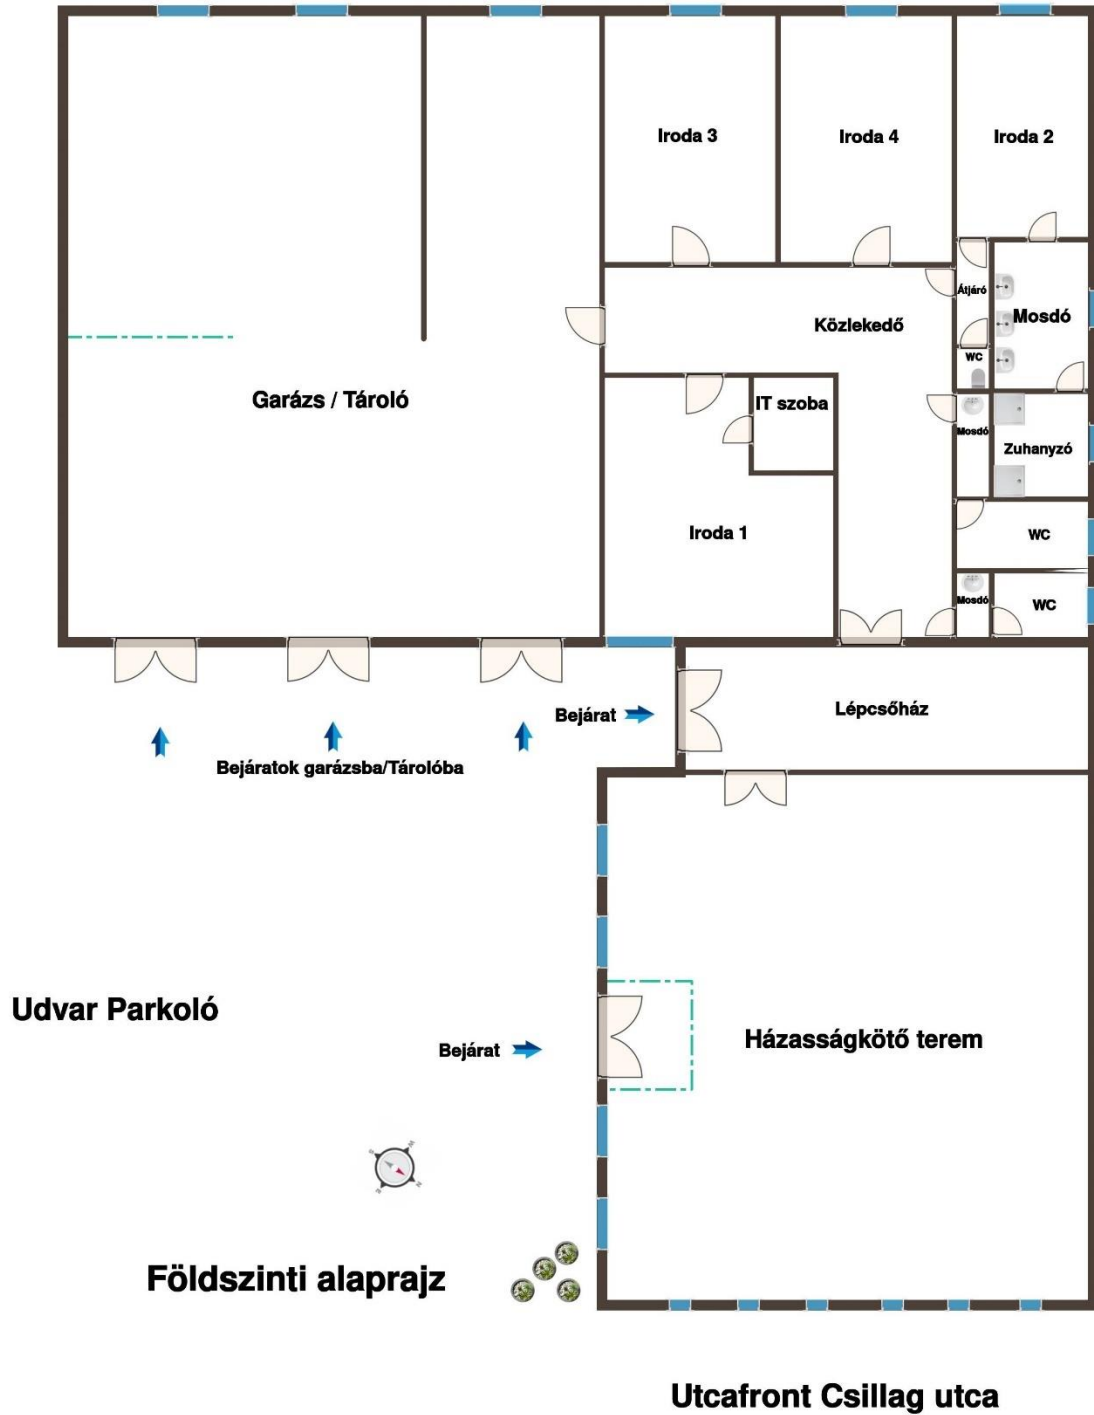 Iroda 3
Iroda 4
Iroda 2
Átjáró
Mosdó
Közlekedő
WC
Garázs / Tároló
IT szoba
Mosdó
Zuhanyzó
Iroda 1
WC
Mosdó
WC
Bejárat
Lépcsőház
Bejáratok garázsba/Tárolóba
Udvar Parkoló
Házasságkötő terem
Bejárat
S
W
E
N
Földszinti alaprajz
Utcafront Csillag utca